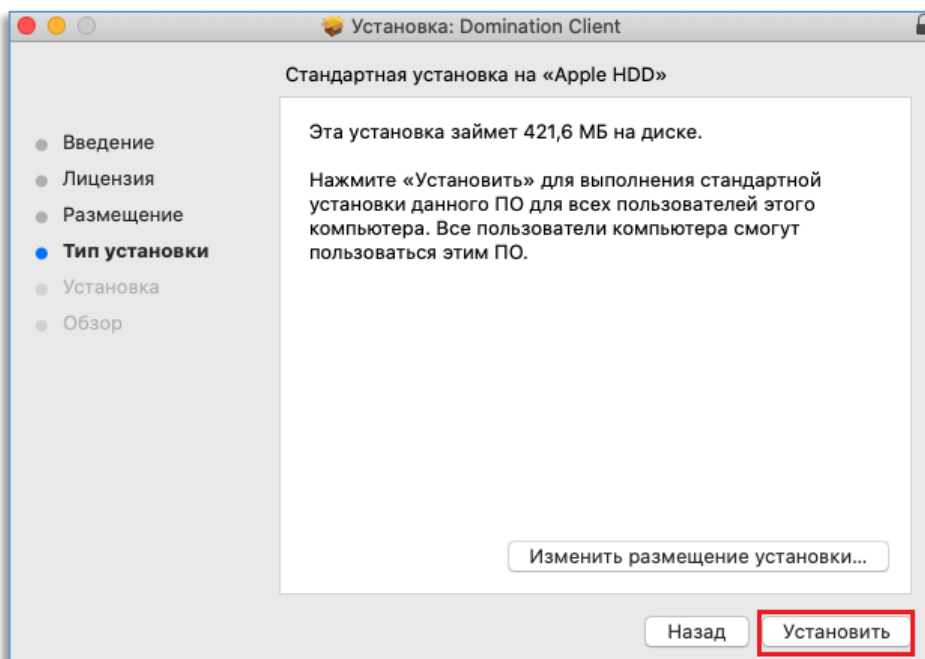 Установка: Domination Client
Стандартная установка на «Apple HDD»
Введение
Лицензия
Размещение
Тип установки
Установка
Обзор
Эта установка займет 421,6 МБ на диске.
Нажмите «Установить» для выполнения стандартной
установки данного ПО для всех пользователей этого
компьютера. Все пользователи компьютера смогут
пользоваться этим ПО.
Изменить размещение установки...
Назад
Установить